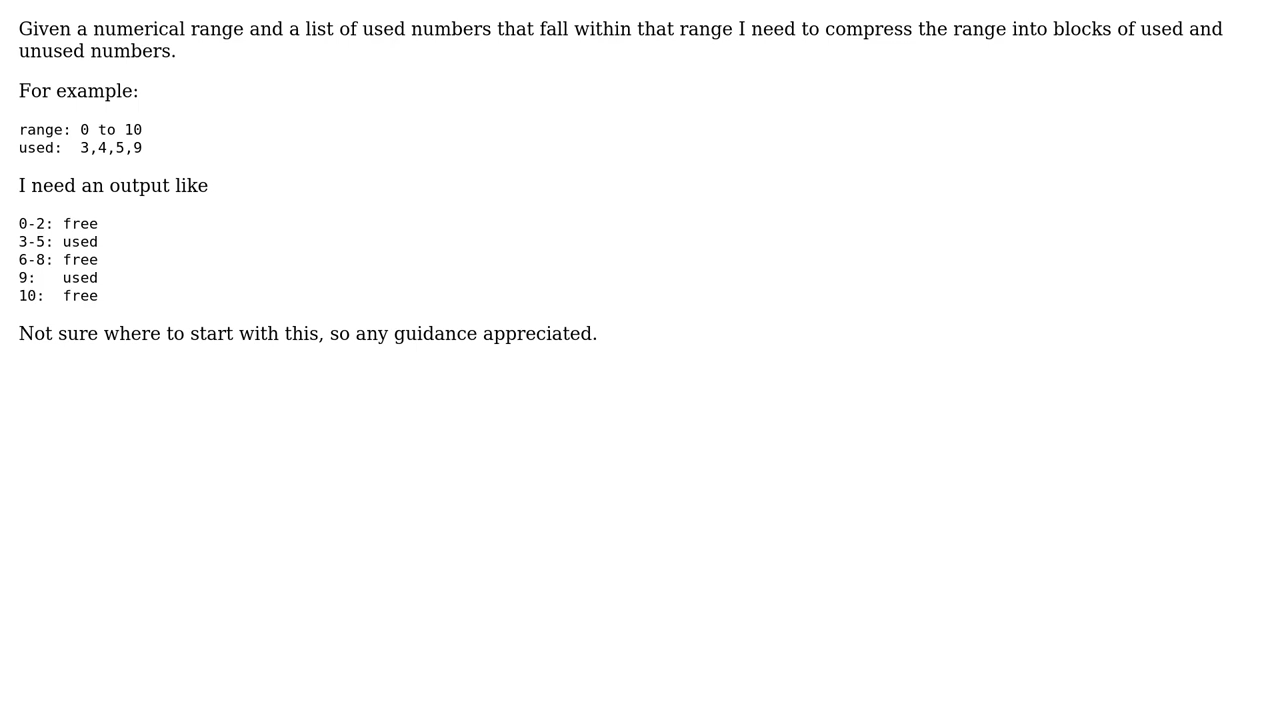 Given a numerical range and a list of used numbers that fall within that range I need to compress the range into blocks of used and
unused numbers.
For example:
range: 0 to 10
used:  3,4,5,9
I need an output like
0-2: free
3-5: used
6-8: free
9:   used
10:  free
Not sure where to start with this, so any guidance appreciated.